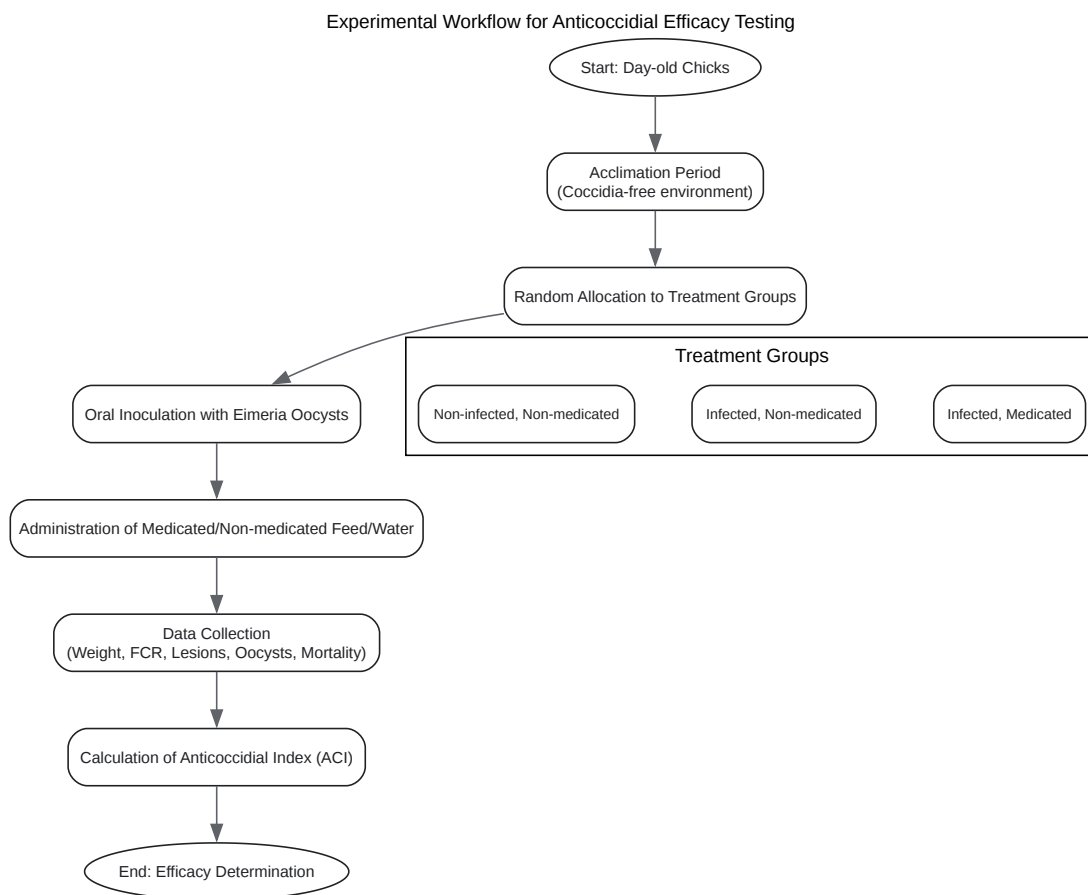 Experimental Workflow for Anticoccidial Efficacy Testing
Start: Day-old Chicks
Acclimation Period
(Coccidia-free environment)
Random Allocation to Treatment Groups
Treatment Groups
Non-infected, Non-medicated
Infected, Non-medicated
Infected, Medicated
Oral Inoculation with Eimeria Oocysts
Administration of Medicated/Non-medicated Feed/Water
Data Collection
(Weight, FCR, Lesions, Oocysts, Mortality)
Calculation of Anticoccidial Index (ACI)
End: Efficacy Determination